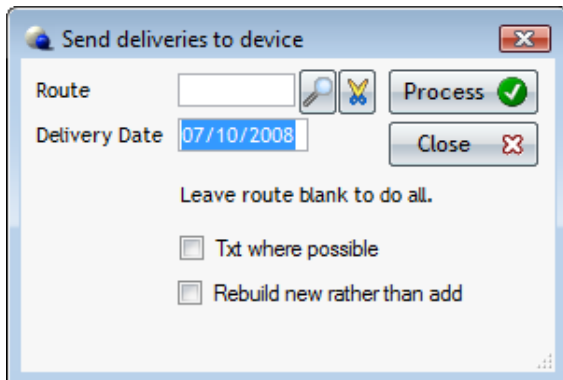 Send deliveries to device
Route
Process
Delivery Date 07/10/2008
Close
Leave route blank to do all.
Txt where possible
Rebuild new rather than add